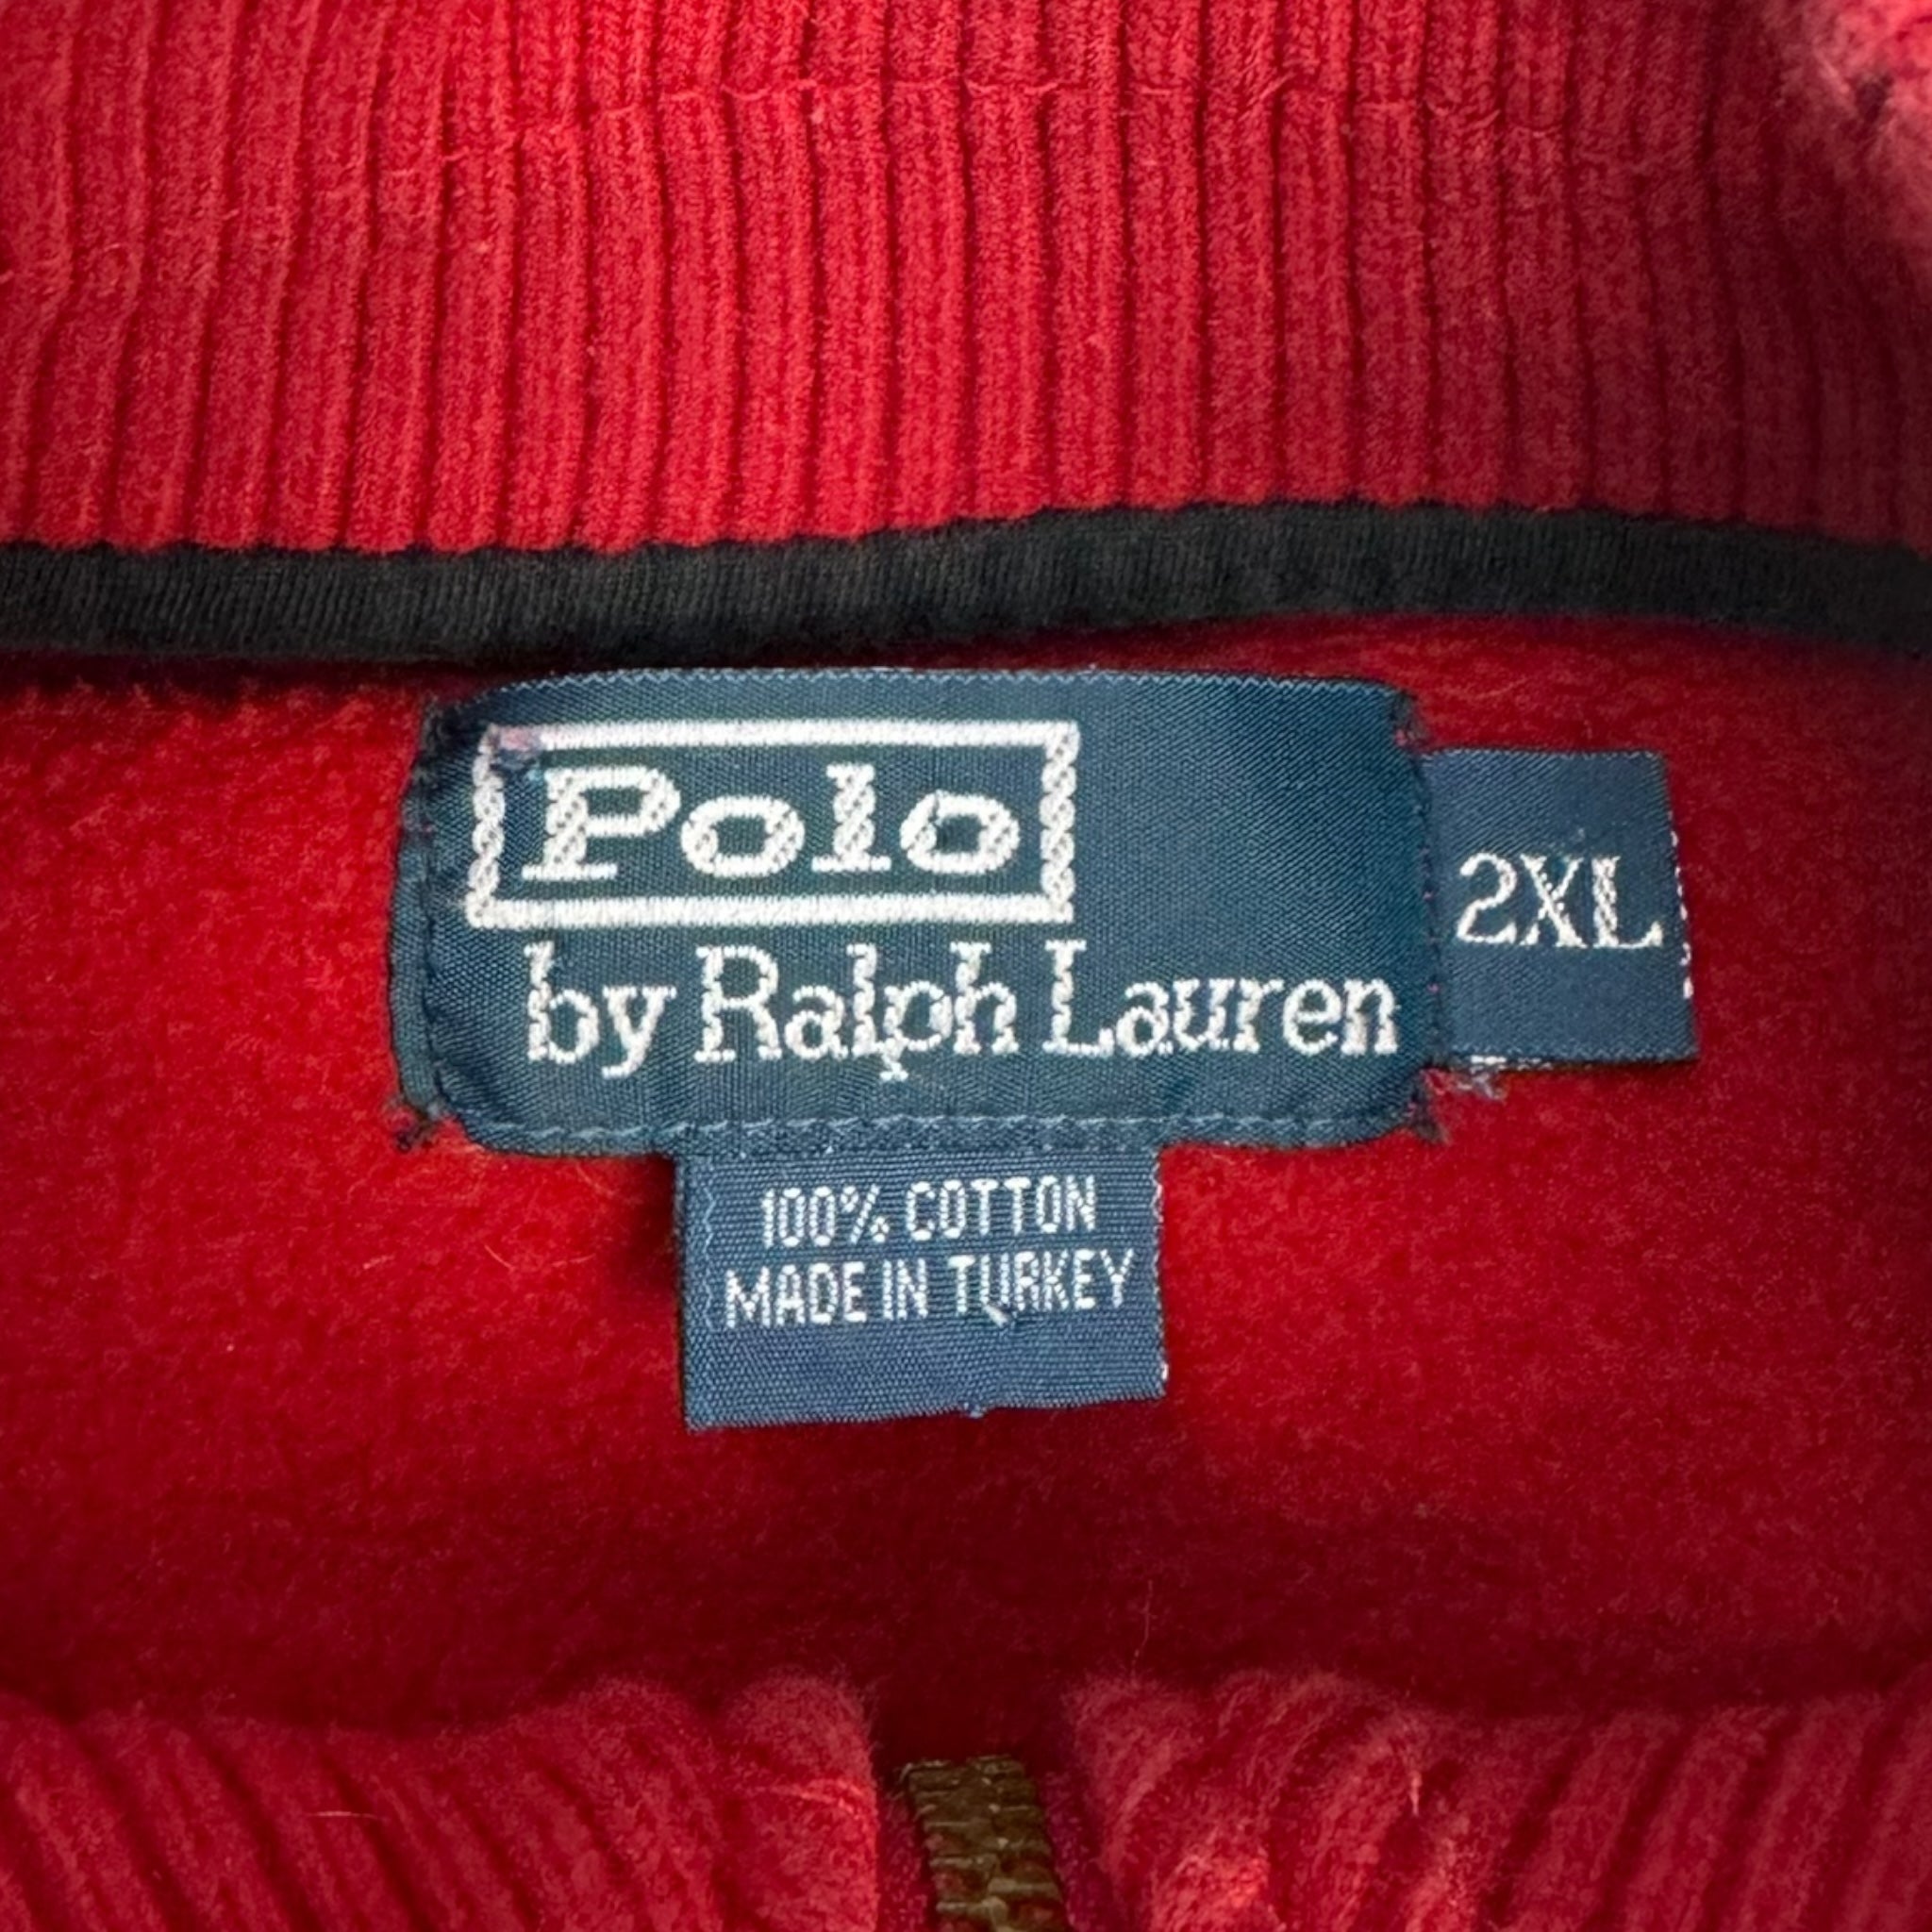 Polo
by Ralph Lauren
2XL
100% COTTON
MADE IN TURKEY